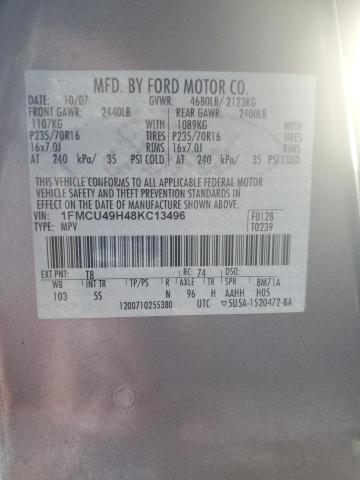 MFD. BY FORD MOTOR CO.
DATE: 10/07 GVWR: 4680LB/ 2123KG
FRONT GAWR: 2440LB REAR GAWR: 2400LB
1107KG WITH 1089KG WITH
P235/70R16 TIRES P235/70R16 TIRES
16x7.0J RIMS 16x7.0J RIMS
AT 240 kPa/ 35 PSI COLD AT 240 kPa/ 35 PSI COLD
THIS VEHICLE CONFORMS TO ALL APPLICABLE FEDERAL MOTOR
VEHICLE SAFETY AND THEFT PREVENTION STANDARDS IN EFFECT
ON THE DATE OF MANUFACTURE SHOWN ABOVE.
VIN: 1FMCU49H48KC13496 F0128
TYPE: MPV T0239
EXT PNT: T8 RC: 74 DSO:
WB INT TR TP/PS R AXLE TR SPR BM71A
103 5S N 96 H AAHH H05
1200710255380 UTC ▽5U5A-1520472-BA